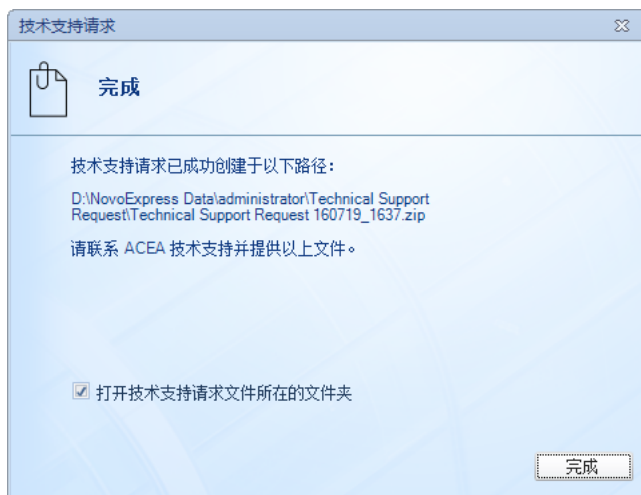 技术支持请求
完成
技术支持请求已成功创建于以下路径：
D:\NovoExpress Data\administrator\Technical Support
Request\Technical Support Request 160719_1637.zip
请联系 ACEA 技术支持并提供以上文件。
打开技术支持请求文件所在的文件夹
完成